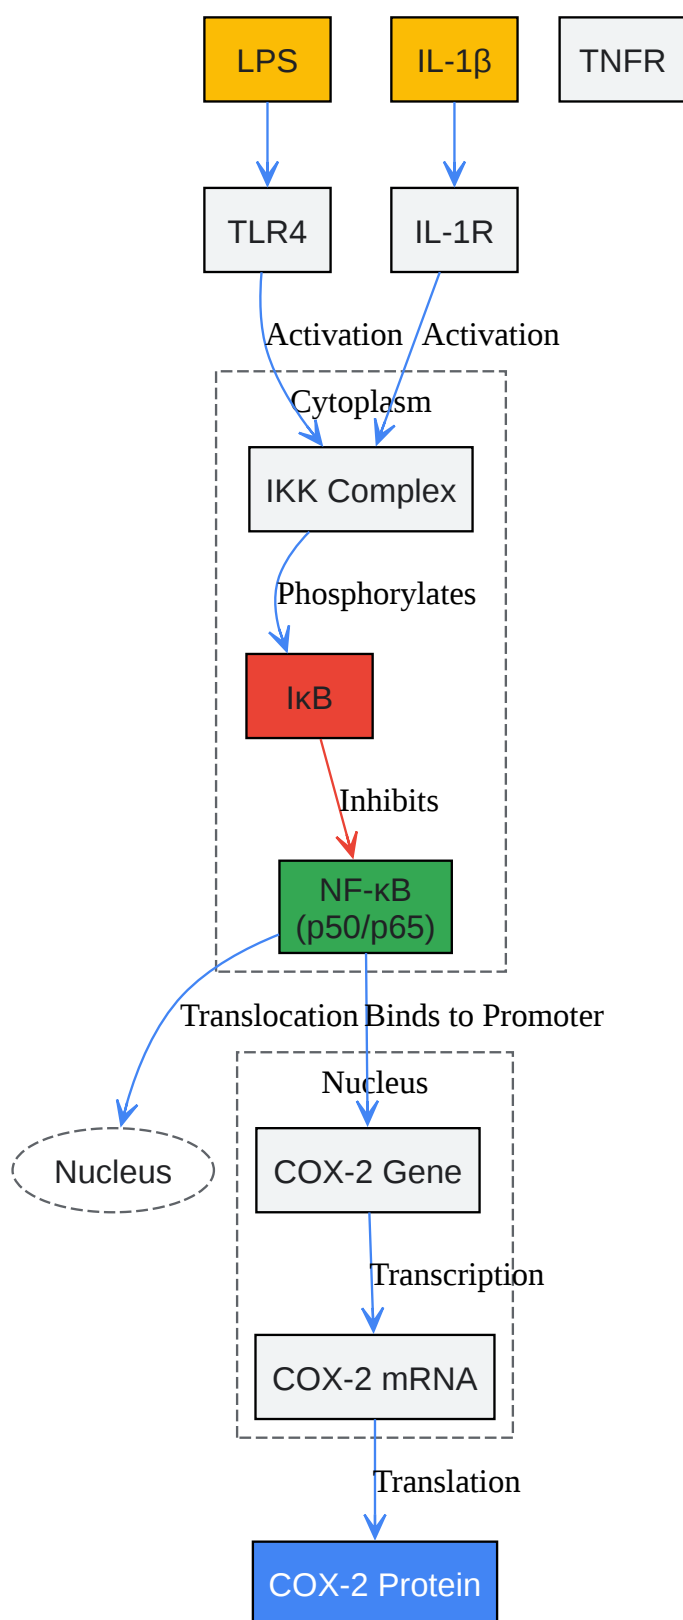 LPS
IL-1β
TNFR
TLR4
IL-1R
Activation
Activation
Cytoplasm
IKK Complex
Phosphorylates
IκB
Inhibits
NF-κB
(p50/p65)
Translocation
Binds to Promoter
Nucleus
Nucleus
COX-2 Gene
Transcription
COX-2 mRNA
Translation
COX-2 Protein